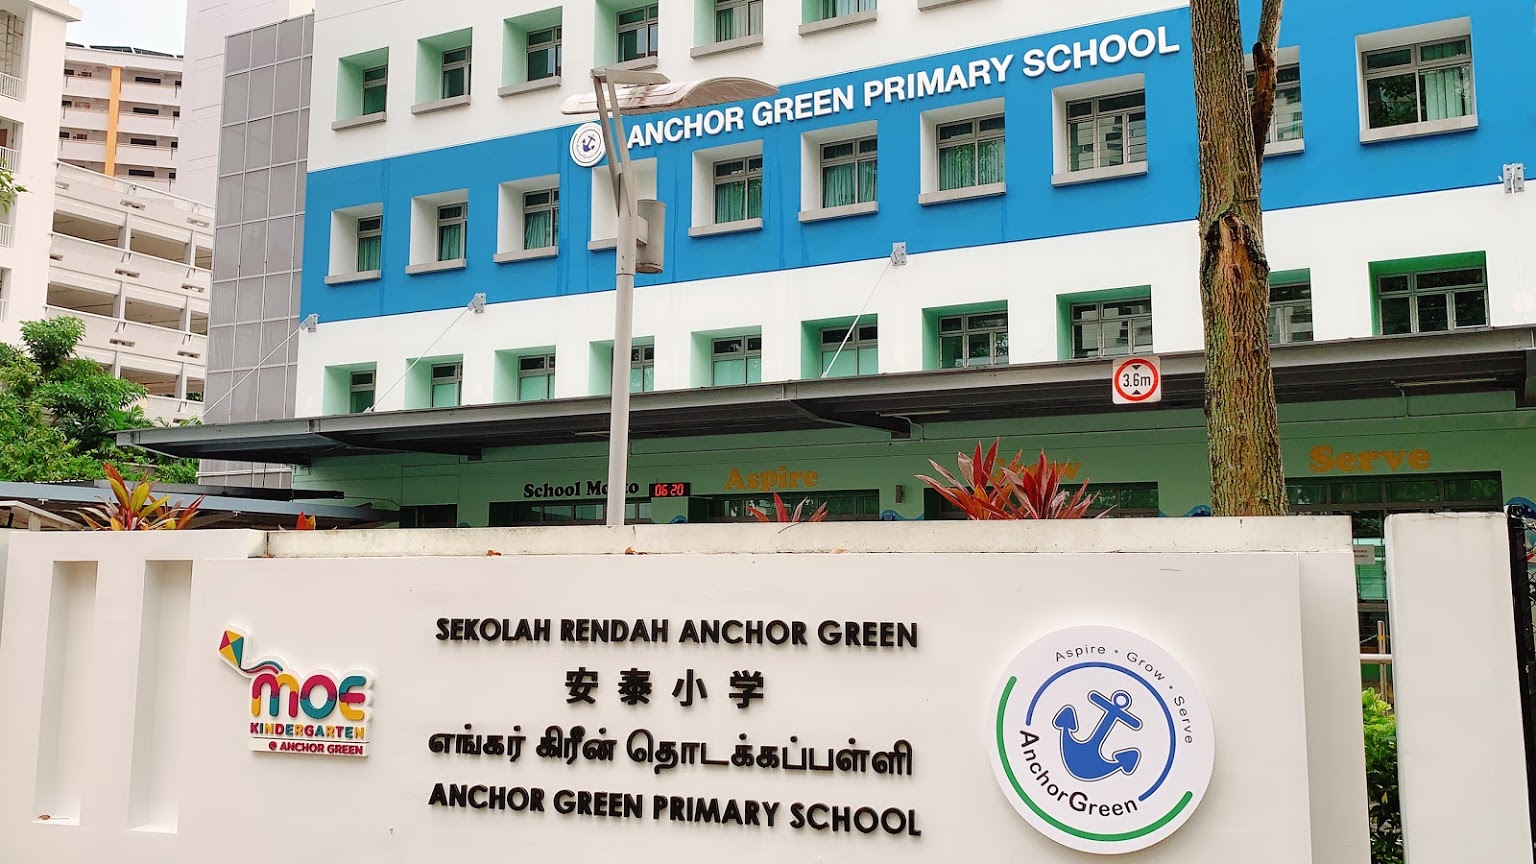 ANCHOR GREEN PRIMARY SCHOOL
3.6m
School Motto
06 20
Aspire
Grow
Serve
moe
KINDERGARTEN
@ ANCHOR GREEN
SEKOLAH RENDAH ANCHOR GREEN
安泰小学
எங்கர் கிரீன் தொடக்கப்பள்ளி
ANCHOR GREEN PRIMARY SCHOOL
Aspire • Grow • Serve
AnchorGreen